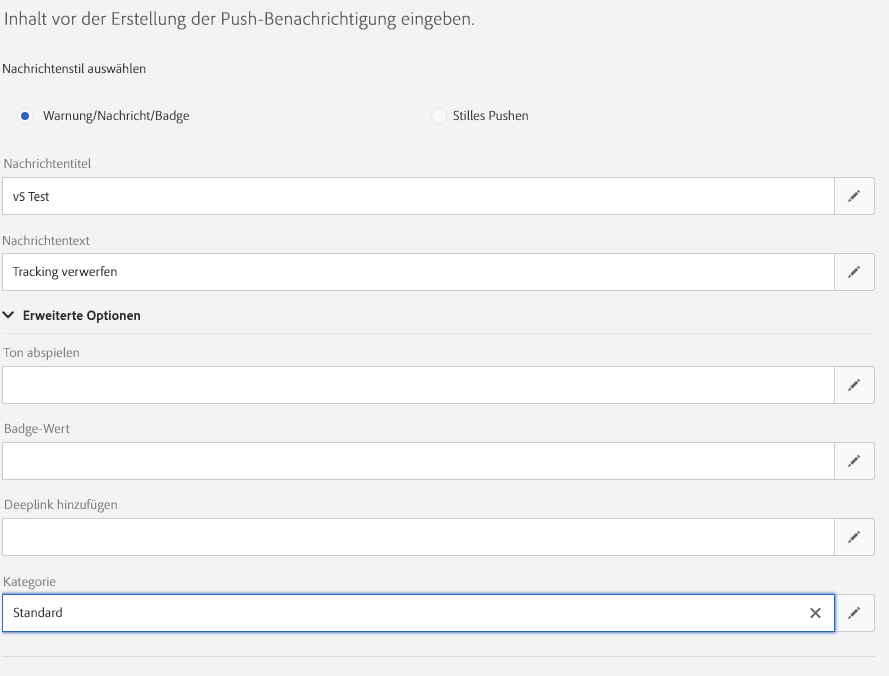 Inhalt vor der Erstellung der Push-Benachrichtigung eingeben.
Nachrichtenstil auswählen
Warnung/Nachricht/Badge
Stilles Pushen
Nachrichtentitel
v5 Test
Nachrichtentext
Tracking verwerfen
Erweiterte Optionen
Ton abspielen
Badge-Wert
Deeplink hinzufügen
Kategorie
Standard